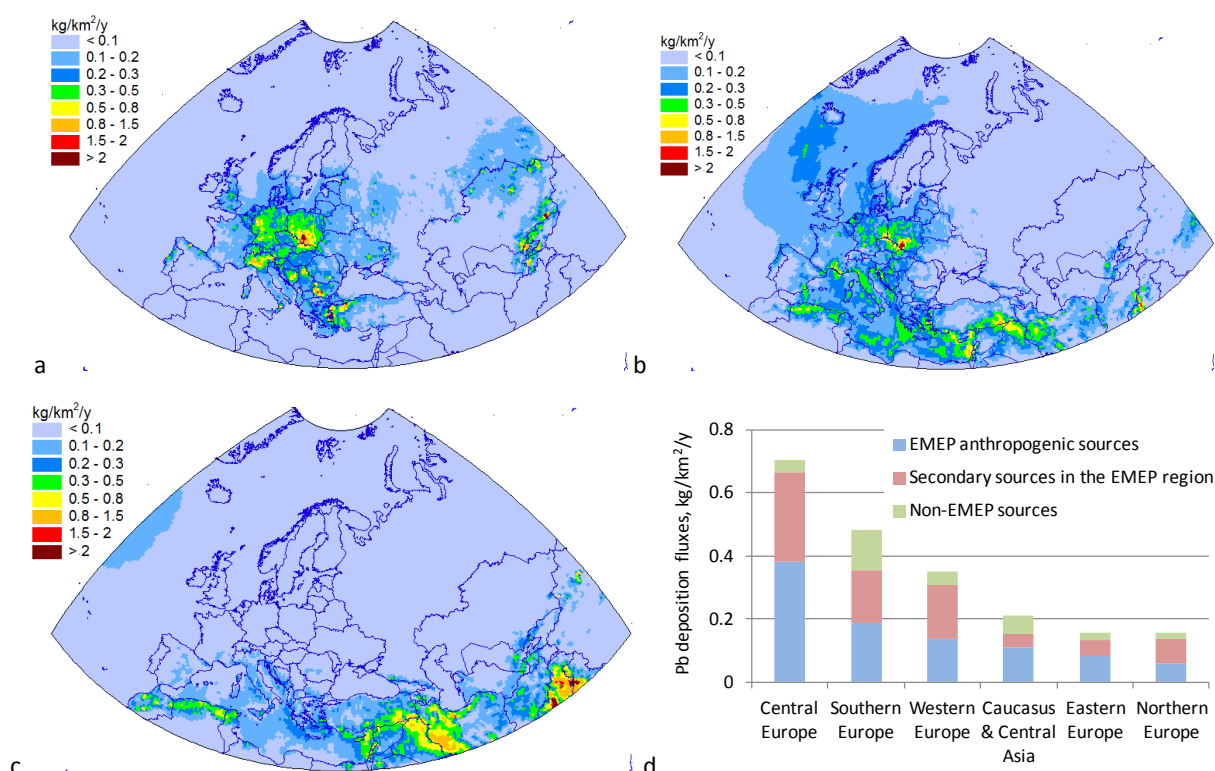 kg/km²/y
< 0.1
0.1 - 0.2
0.2 - 0.3
0.3 - 0.5
0.5 - 0.8
0.8 - 1.5
1.5 - 2
> 2
a
kg/km²/y
< 0.1
0.1 - 0.2
0.2 - 0.3
0.3 - 0.5
0.5 - 0.8
0.8 - 1.5
1.5 - 2
> 2
b
kg/km²/y
< 0.1
0.1 - 0.2
0.2 - 0.3
0.3 - 0.5
0.5 - 0.8
0.8 - 1.5
1.5 - 2
> 2
c
Pb deposition fluxes, kg/km²/y
0.8
0.6
0.4
0.2
0
EMEP anthropogenic sources
Secondary sources in the EMEP region
Non-EMEP sources
Central
Europe
Southern
Europe
Western
Europe
Caucasus
& Central
Asia
Eastern
Europe
Northern
Europe
d